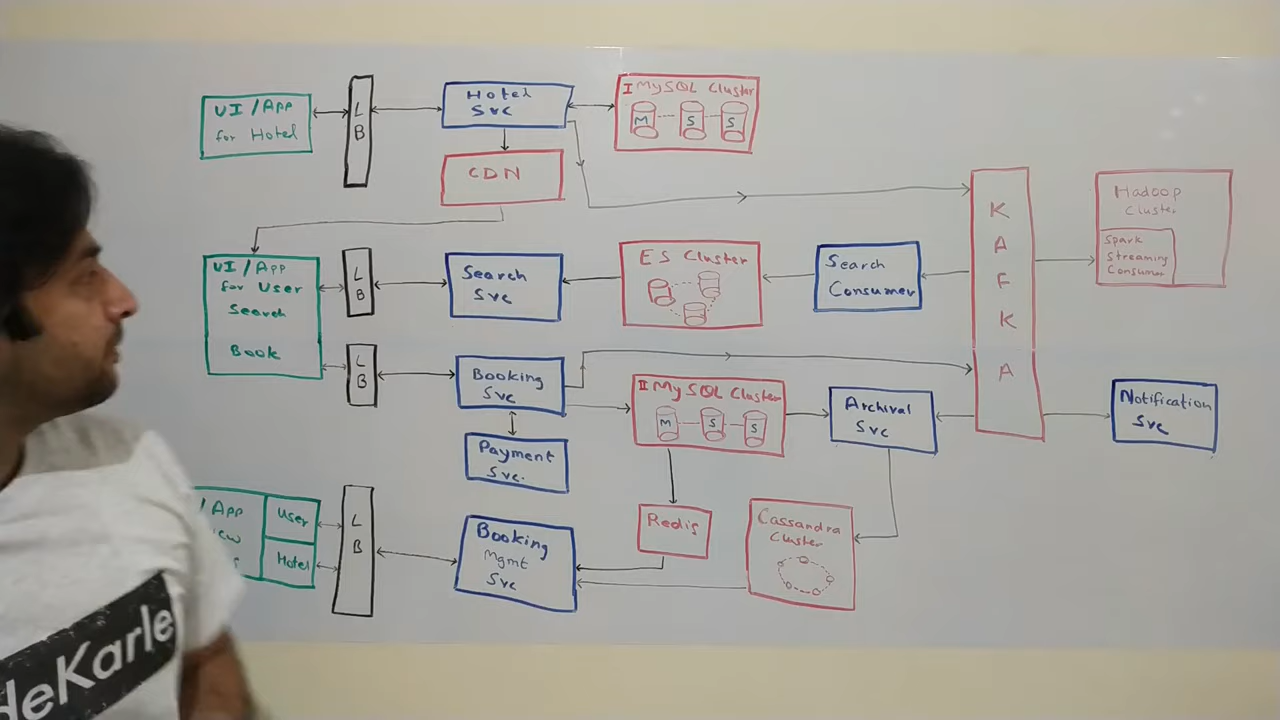 UI/App
for Hotel
L
B
Hotel
Svc
I MySQL Cluster
M S S
CDN
K
A
F
K
A
Hadoop
Cluster
Spark
Streaming
Consumer
UI/App
for User
Search
Book
L
B
Search
Svc
ES Cluster
Search
Consumer
L
B
Booking
Svc
II MySQL Cluster
M S S
Archival
Svc
Notification
Svc
Payment
Svc.
/App
User
Hotel
L
B
Booking
Mgmt
Svc
Redis
Cassandra
Cluster
deKarle